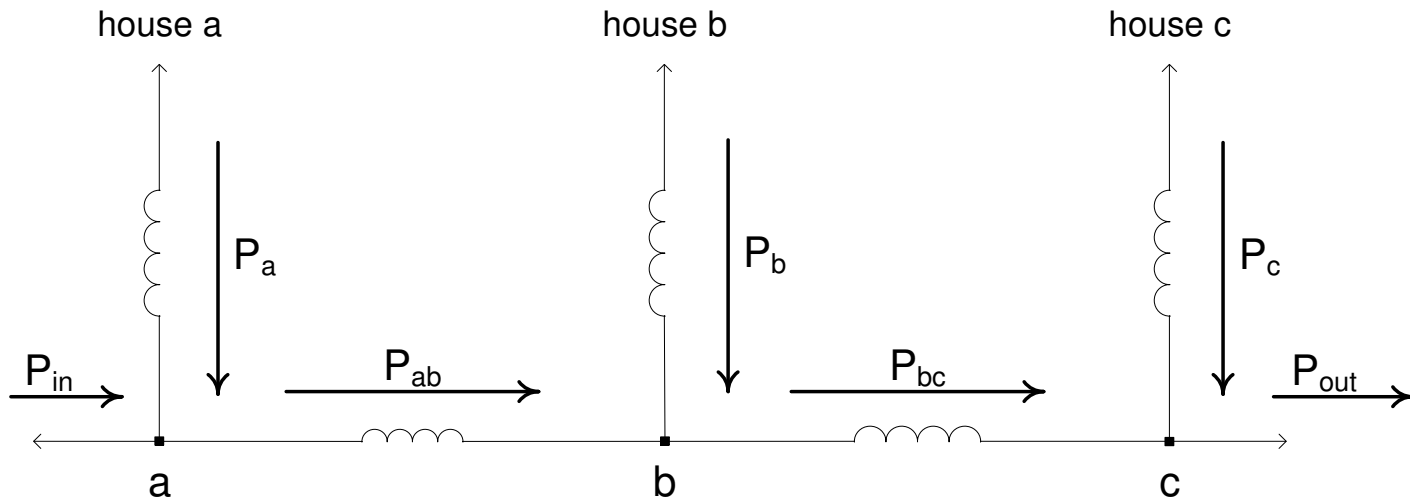 house a
house b
house c
P_a
P_b
P_c
P_in
P_ab
P_bc
P_out
a
b
c